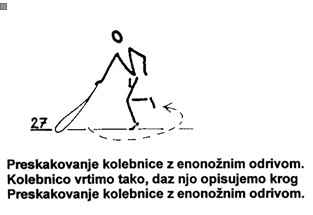 27
Preskakovanje kolebnice z enonožnim odrivom.
Kolebnico vrtimo tako, daz njo opisujemo krog
Preskakovanje kolebnice z enonožnim odrivom.